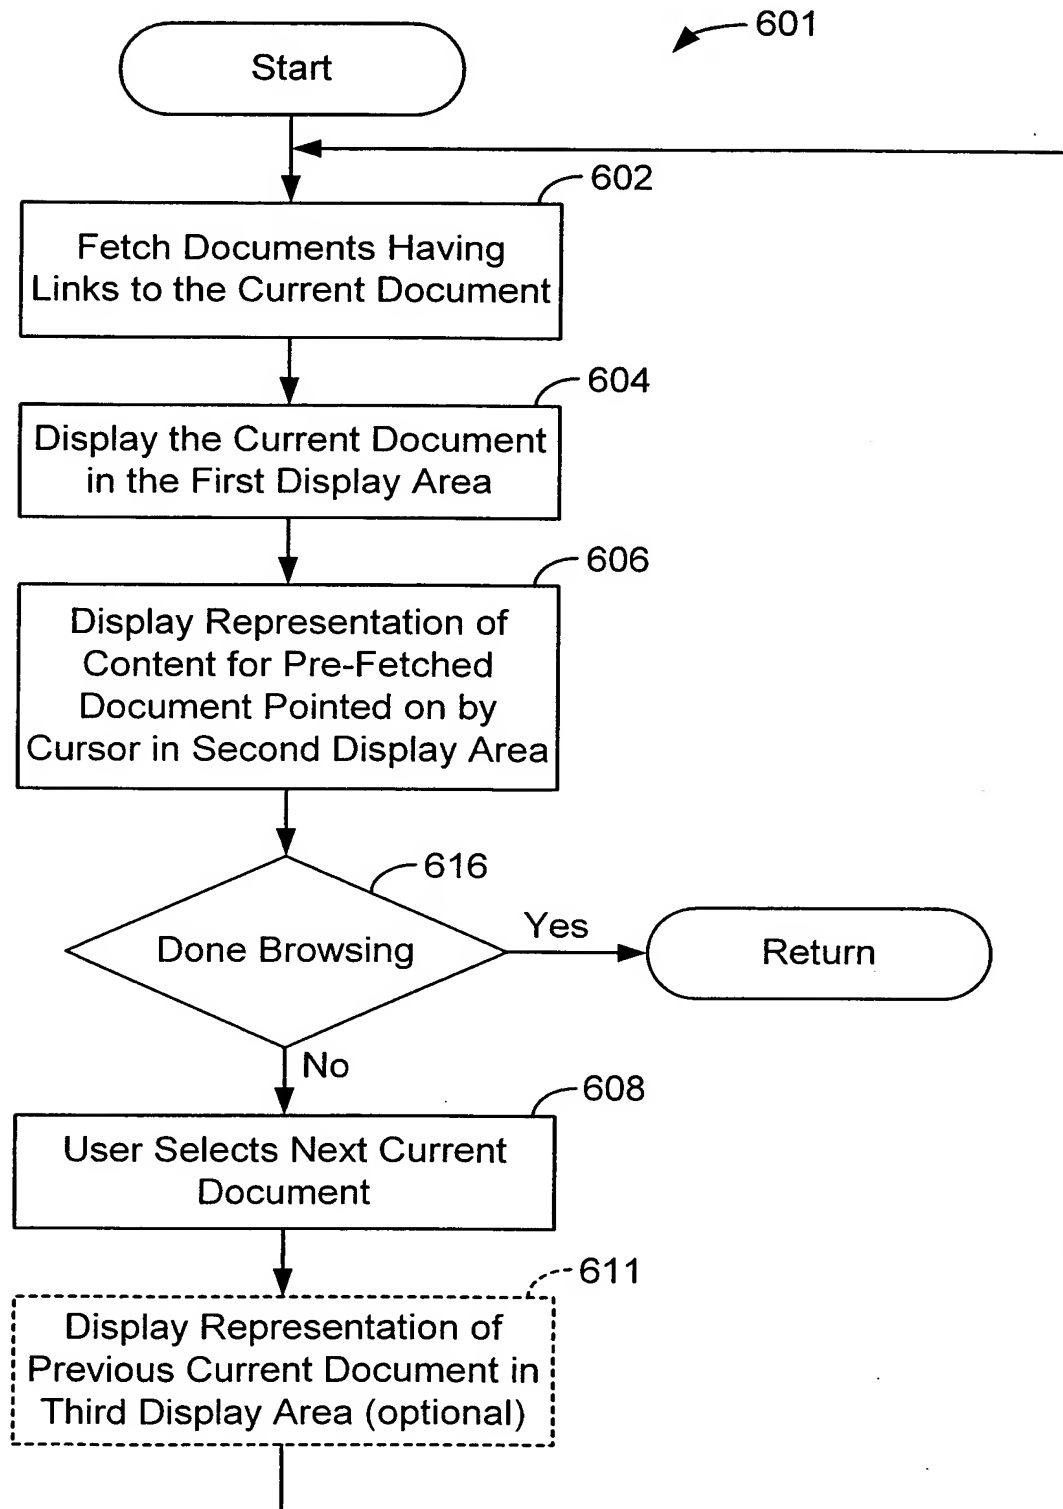 601
Start
602
Fetch Documents Having
Links to the Current Document
604
Display the Current Document
in the First Display Area
606
Display Representation of
Content for Pre-Fetched
Document Pointed on by
Cursor in Second Display Area
616
Done Browsing
Yes
Return
No
608
User Selects Next Current
Document
611
Display Representation of
Previous Current Document in
Third Display Area (optional)